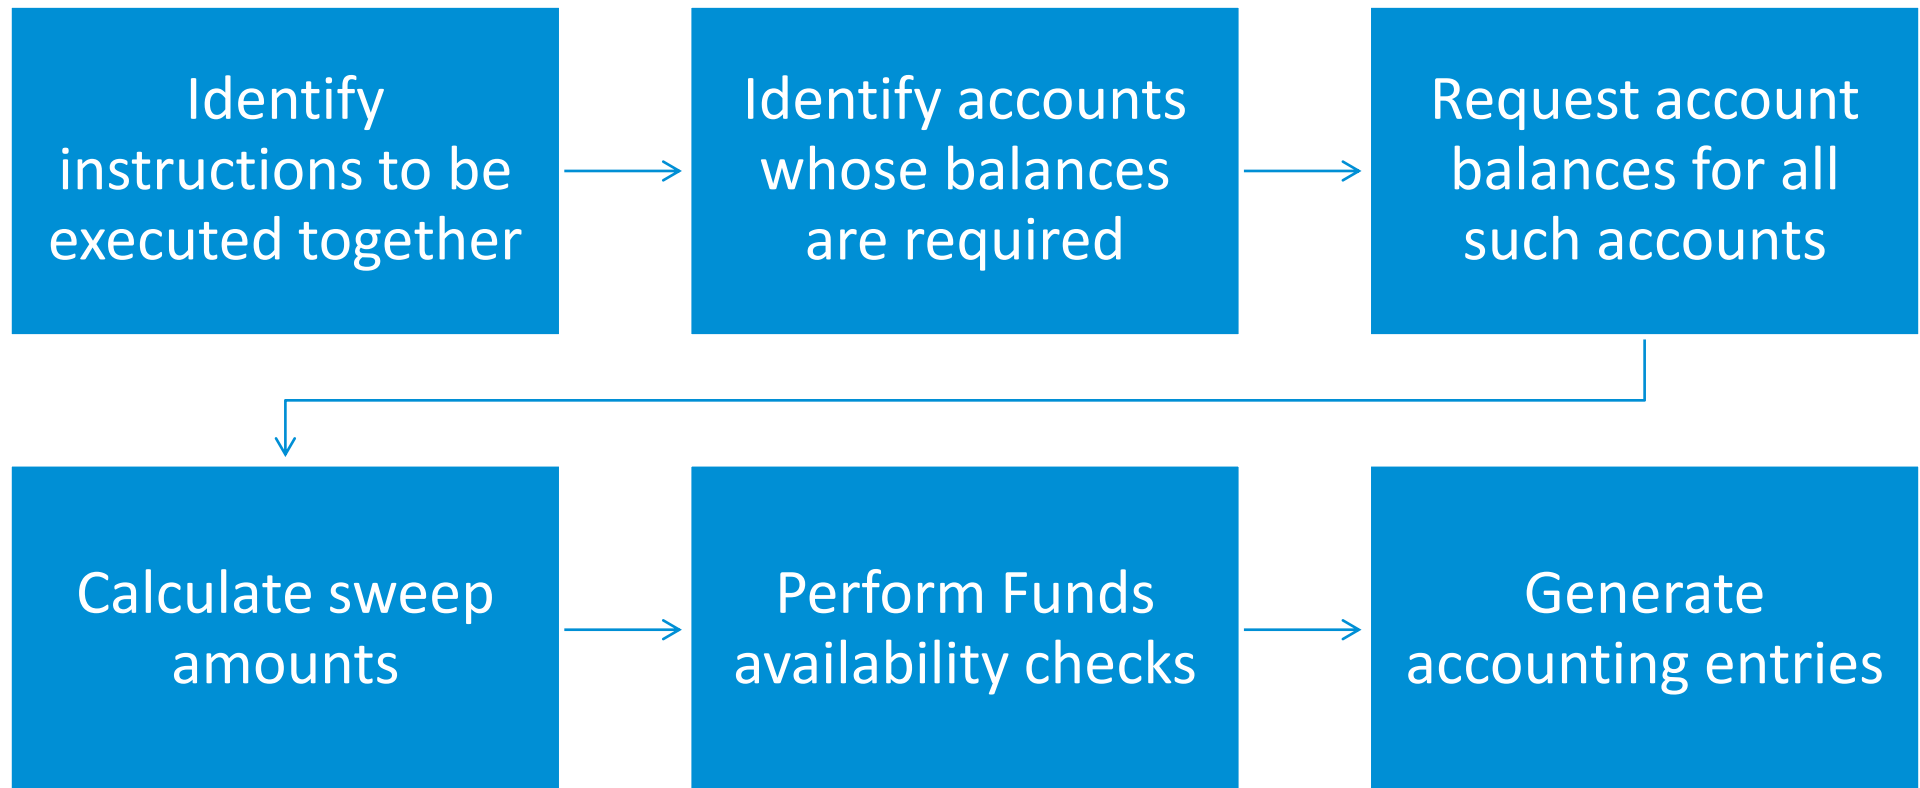 Identify
instructions to be
executed together
Identify accounts
whose balances
are required
Request account
balances for all
such accounts
Calculate sweep
amounts
Perform Funds
availability checks
Generate
accounting entries